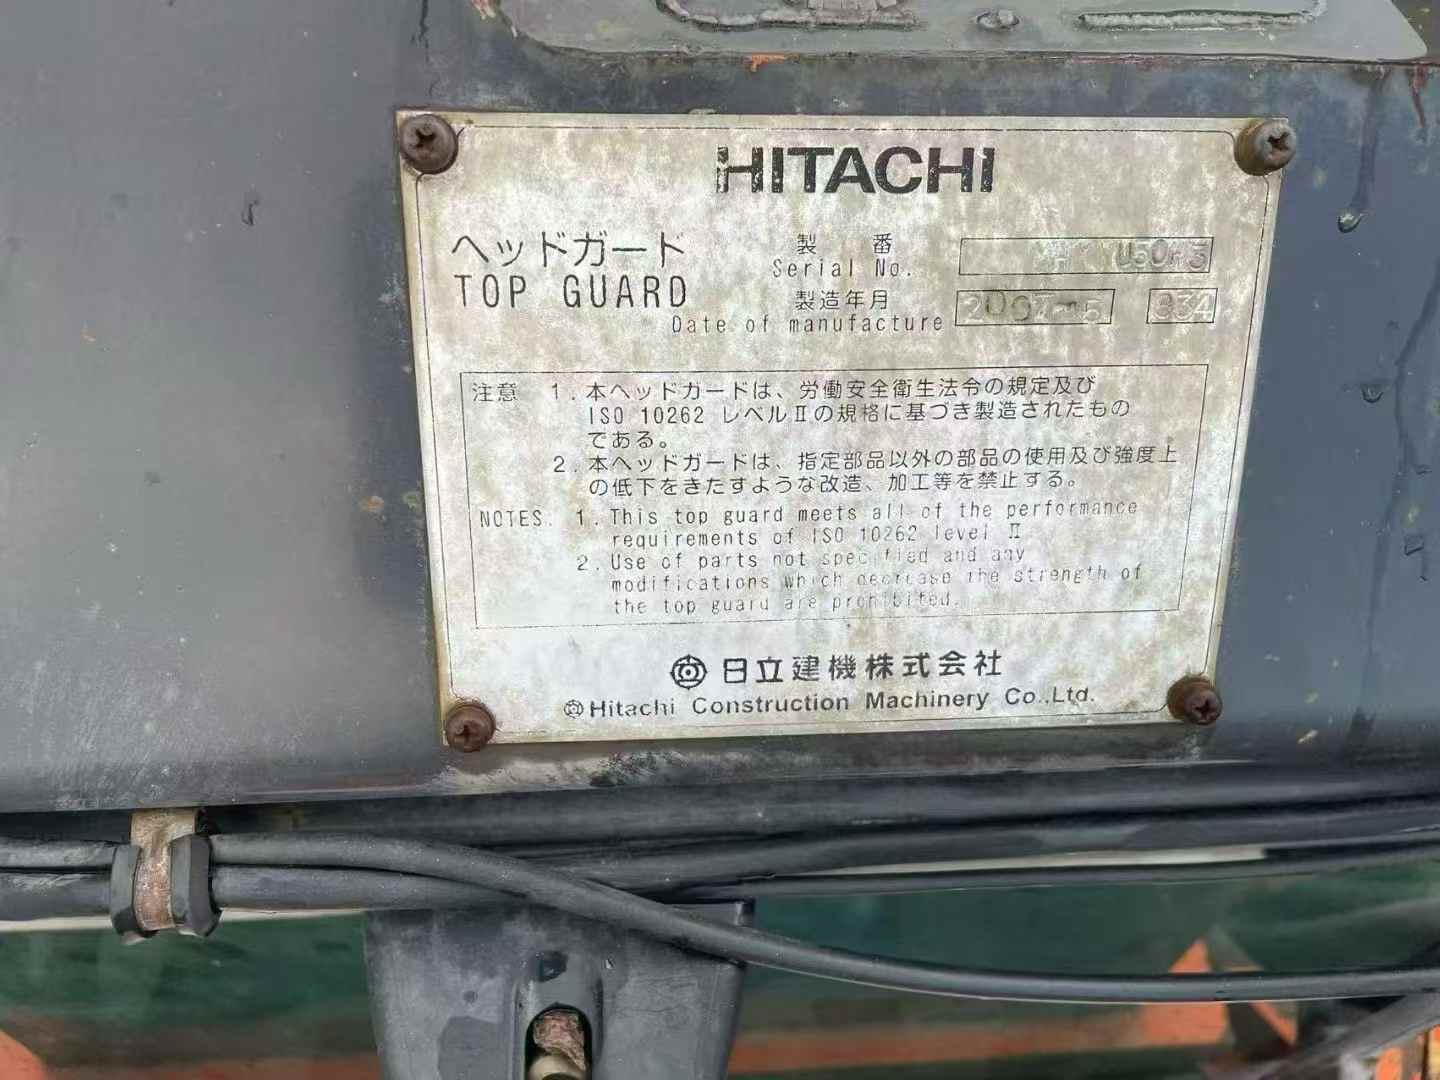 HITACHI
ヘッドガード
TOP GUARD
製 番
Serial No.
製造年月
Date of manufacture
834
注意 1. 本ヘッドガードは、労働安全衛生法令の規定及び
ISO 10262 レベルⅡの規格に基づき製造されたもの
である。
2. 本ヘッドガードは、指定部品以外の部品の使用及び強度上
の低下をきたすような改造、加工等を禁止する。
NOTES. 1. This top guard meets all of the performance
requirements of ISO 10262 level Ⅱ
2. Use of parts not specified and any
modifications which decrease the strength of
the top guard are prohibited.
日立建機株式会社
Hitachi Construction Machinery Co.,Ltd.